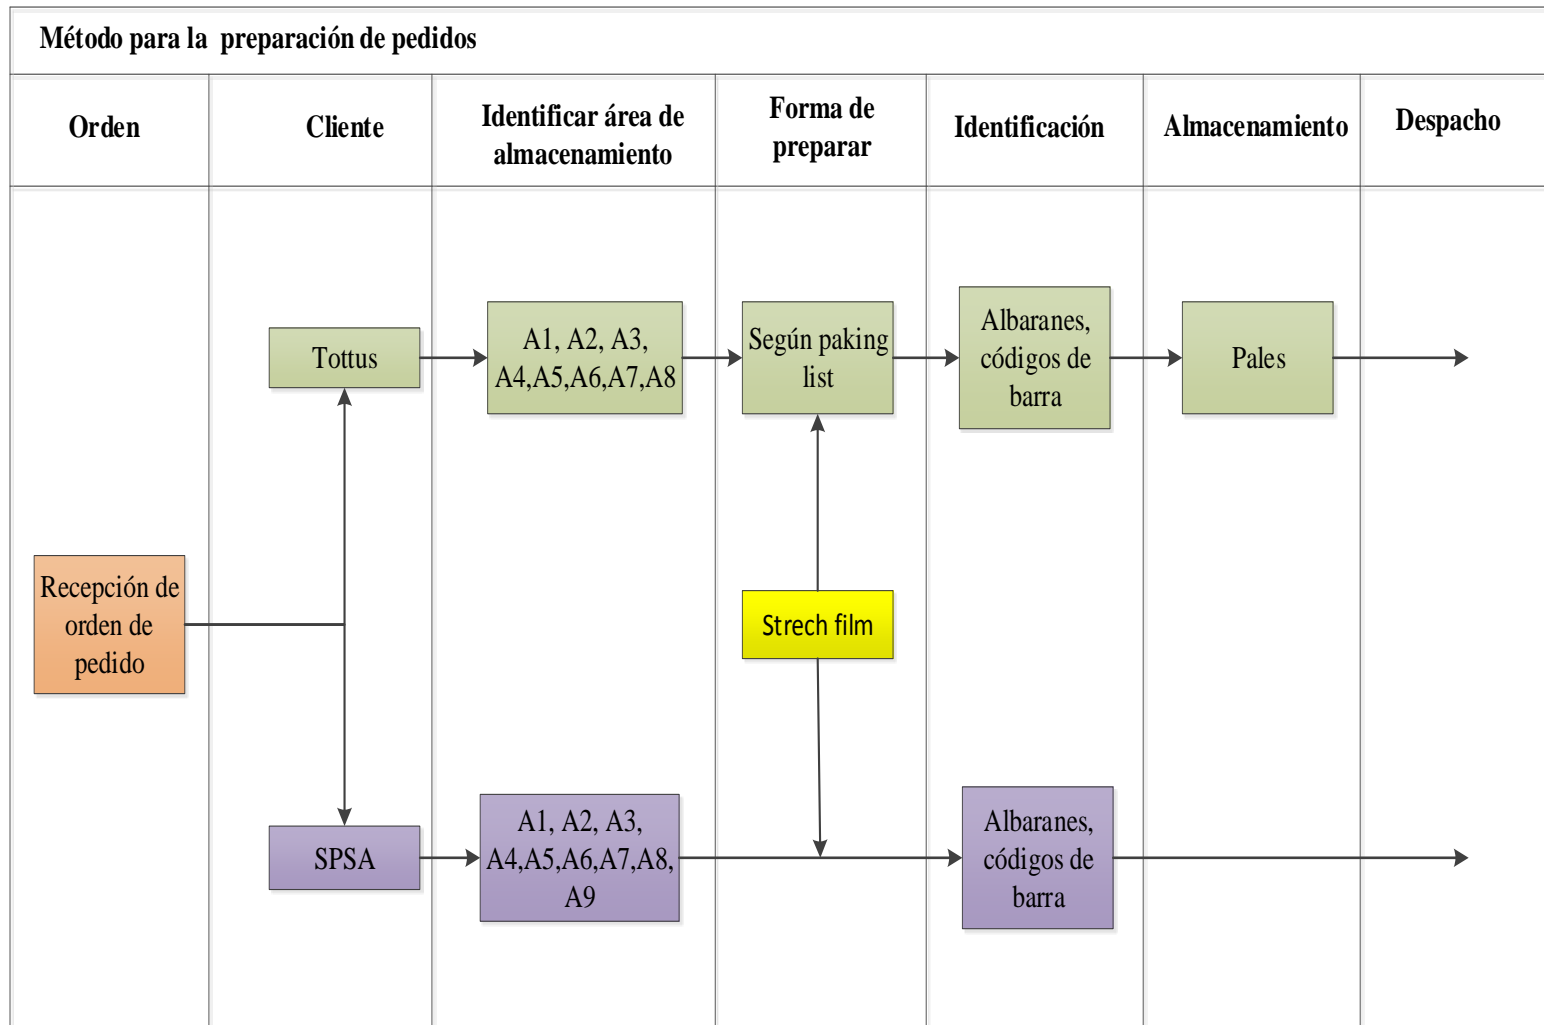 Método para la preparación de pedidos
Orden
Cliente
Identificar área de
almacenamiento
Forma de
preparar
Identificación
Almacenamiento
Despacho
Tottus
A1, A2, A3,
A4,A5,A6,A7,A8
Según paking
list
Albaranes,
códigos de
barra
Pales
Recepción de
orden de
pedido
Strech film
SPSA
A1, A2, A3,
A4,A5,A6,A7,A8,
A9
Albaranes,
códigos de
barra